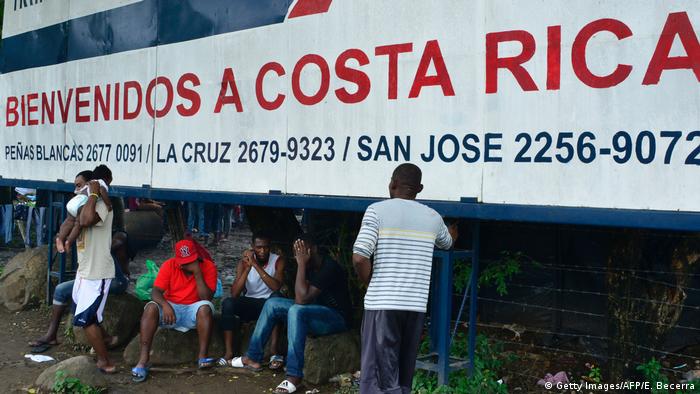 BIENVENIDOS A COSTA RICA
PEÑAS BLANCAS 2677 0091 / LA CRUZ 2679-9323 / SAN JOSE 2256-9072
© Getty Images/AFP/E. Becerra